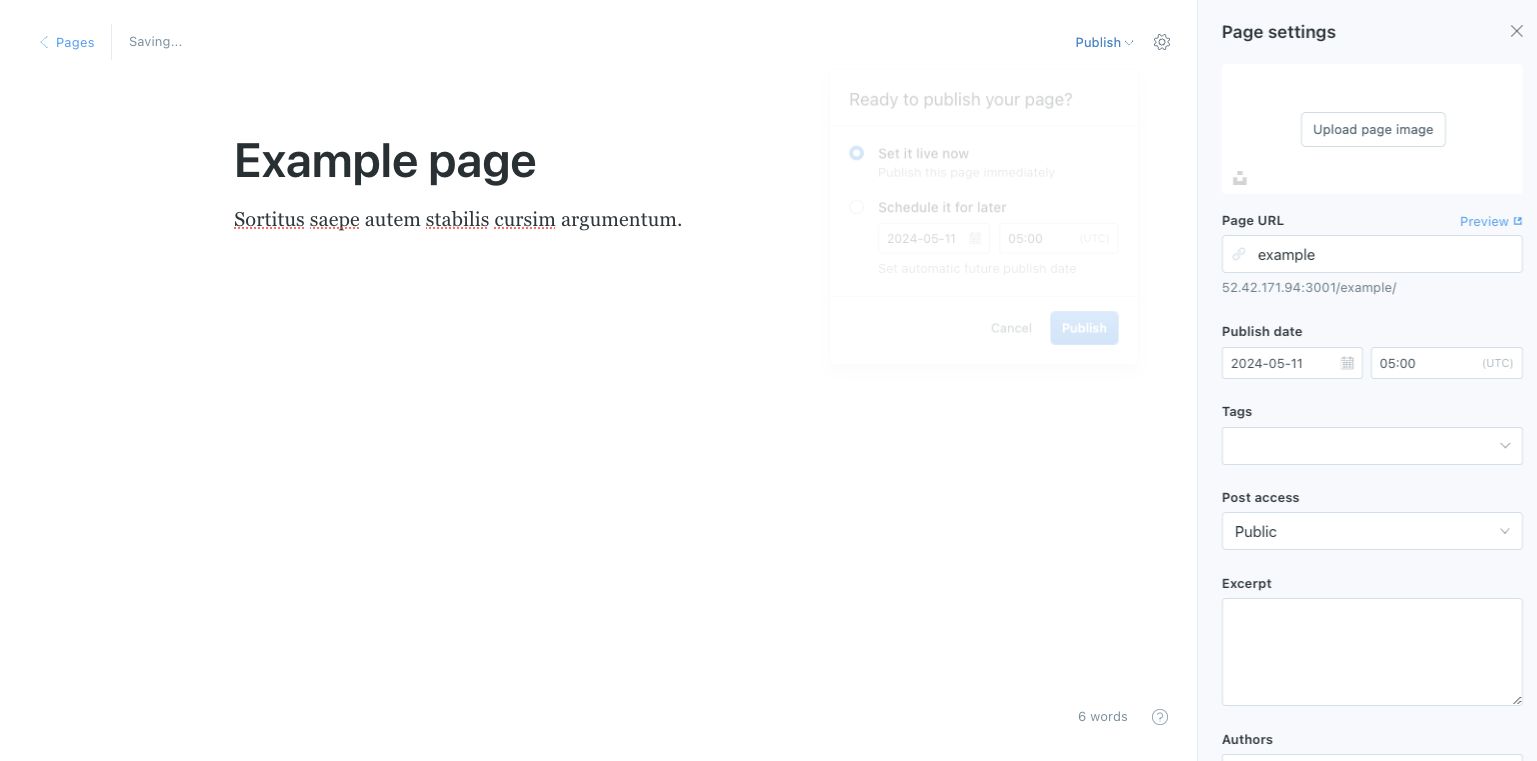 Pages
Saving...
Publish
Example page
Sortitus saepe autem stabilis cursim argumentum.
Ready to publish your page?
Set it live now
Publish this page immediately
Schedule it for later
2024-05-11
05:00
(UTC)
Set automatic future publish date
Cancel
Publish
6 words
?
Page settings
Upload page image
Page URL
Preview
example
52.42.171.94:3001/example/
Publish date
2024-05-11
05:00
(UTC)
Tags
Post access
Public
Excerpt
Authors